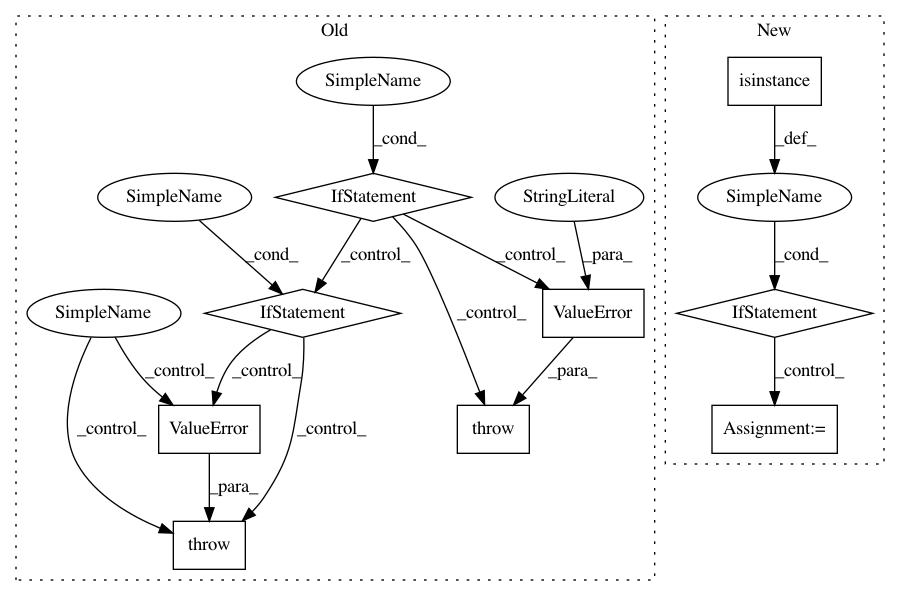 Old
New
SimpleName
isinstance
_cond_
_def_
SimpleName
IfStatement
StringLiteral
SimpleName
_cond_
_control_
_control_
_para_
_cond_
SimpleName
IfStatement
_control_
ValueError
IfStatement
_control_
_control_
_para_
_control_
_control_
_control_
ValueError
throw
Assignment:=
_para_
throw